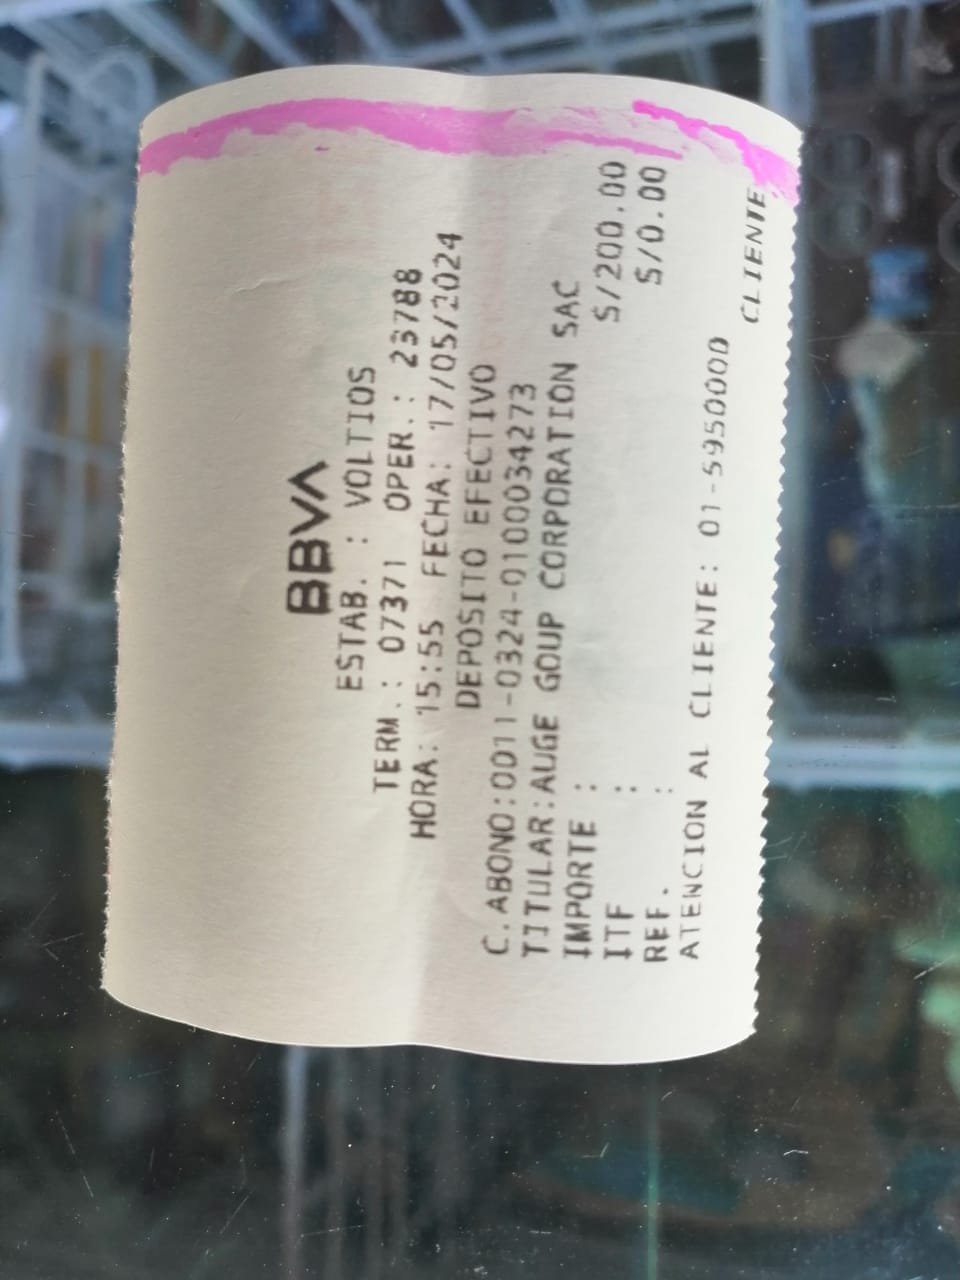 BBVA
ESTAB. : VOLTIOS
TERM.: 07371 OPER.: 23788
HORA: 15:55 FECHA: 17/05/2024
DEPOSITO EFECTIVO
C.ABONO:0011-0324-0100034273
TITULAR:AUGE GOUP CORPORATION SAC
IMPORTE : S/200.00
ITF : S/0.00
REF. :
ATENCION AL CLIENTE: 01-5950000
CLIENTE